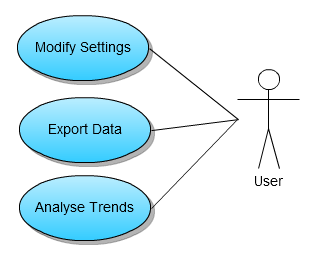 Modify Settings
Export Data
User
Analyse Trends